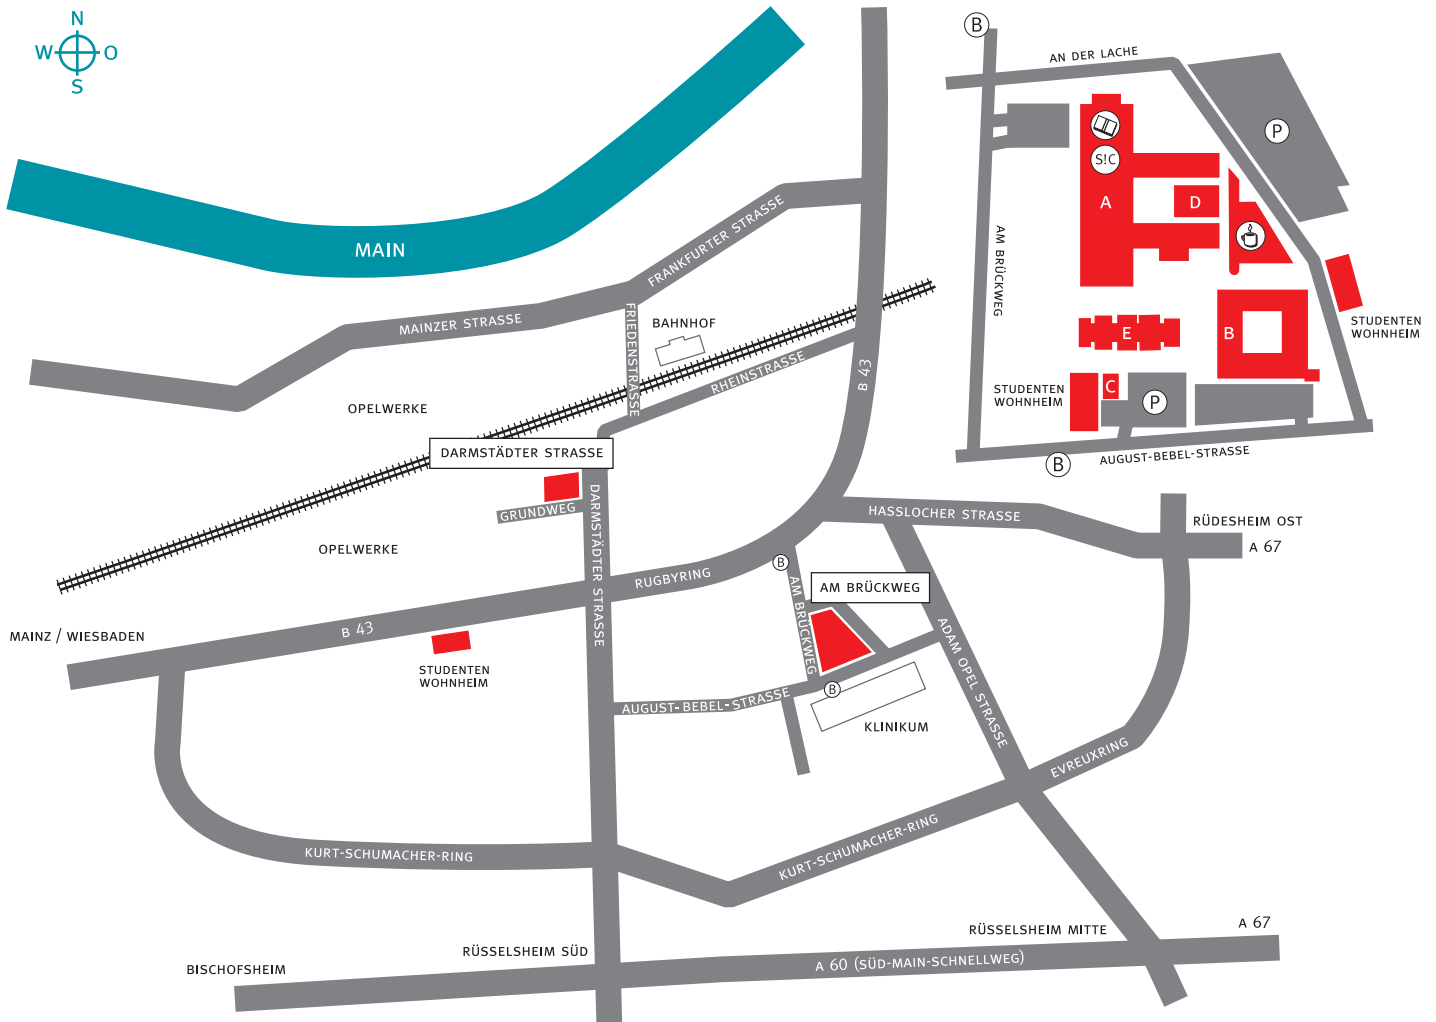 N
W O
S
MAIN
MAINZER STRASSE
FRANKFURTER STRASSE
FRIEDENSTRASSE
BAHNHOF
RHEINSTRASSE
B 43
OPELWERKE
DARMSTÄDTER STRASSE
GRUNDWEG
DARMSTÄDTER STRASSE
OPELWERKE
RUGBYRING
B 43
MAINZ / WIESBADEN
STUDENTEN
WOHNHEIM
HASSLOCHER STRASSE
RÜDESHEIM OST
A 67
B
AM BRÜCKWEG
AM BRÜCKWEG
ADAM OPEL STRASSE
AUGUST-BEBEL-STRASSE
B
KLINIKUM
EVREUXRING
KURT-SCHUMACHER-RING
KURT-SCHUMACHER-RING
RÜSSELSHEIM SÜD
RÜSSELSHEIM MITTE
A 67
BISCHOFSHEIM
A 60 (SÜD-MAIN-SCHNELLWEG)
B
AN DER LACHE
P
S!C
A
D
AM BRÜCKWEG
E
B
STUDENTEN
WOHNHEIM
STUDENTEN
WOHNHEIM
C
P
B
AUGUST-BEBEL-STRASSE